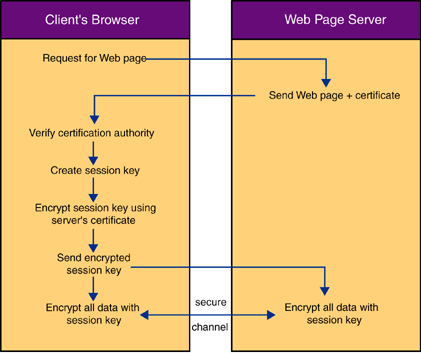 Client's Browser
Web Page Server
Request for Web page
Send Web page + certificate
Verify certification authority
Create session key
Encrypt session key using
server's certificate
Send encrypted
session key
Encrypt all data with
session key
secure
channel
Encrypt all data with
session key